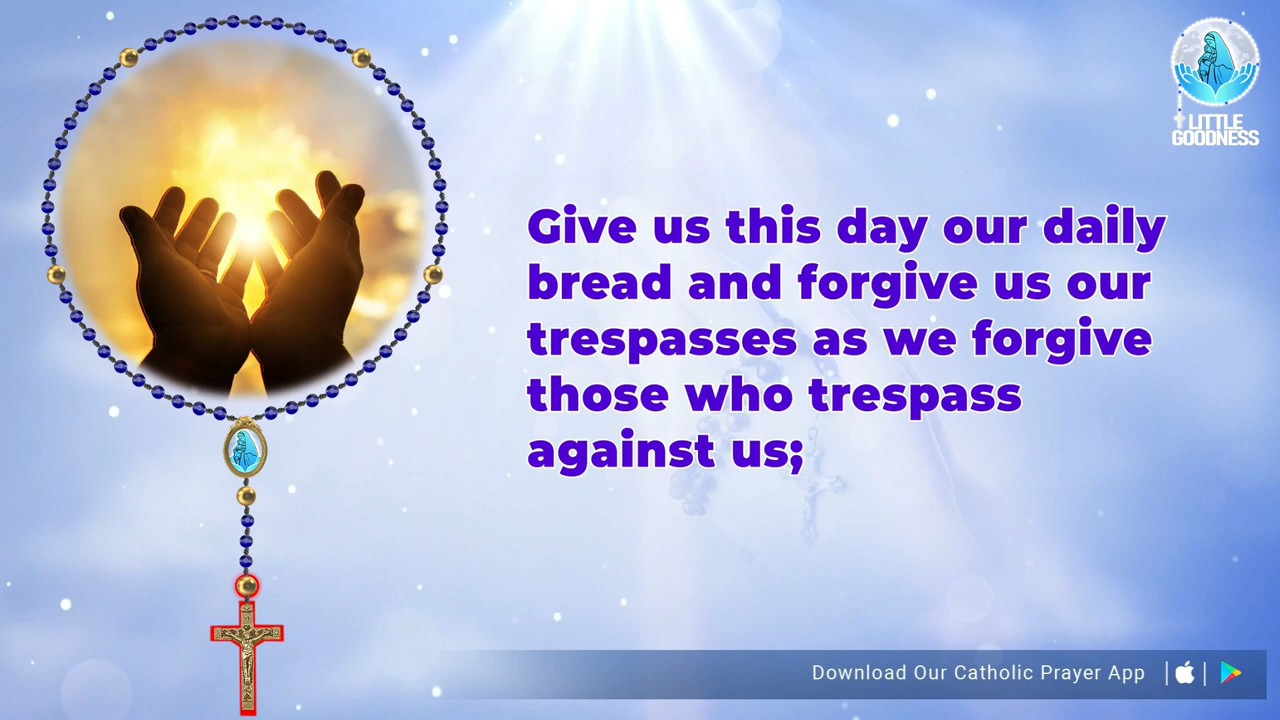 LITTLE
GOODNESS
Give us this day our daily
bread and forgive us our
trespasses as we forgive
those who trespass
against us;
Download Our Catholic Prayer App